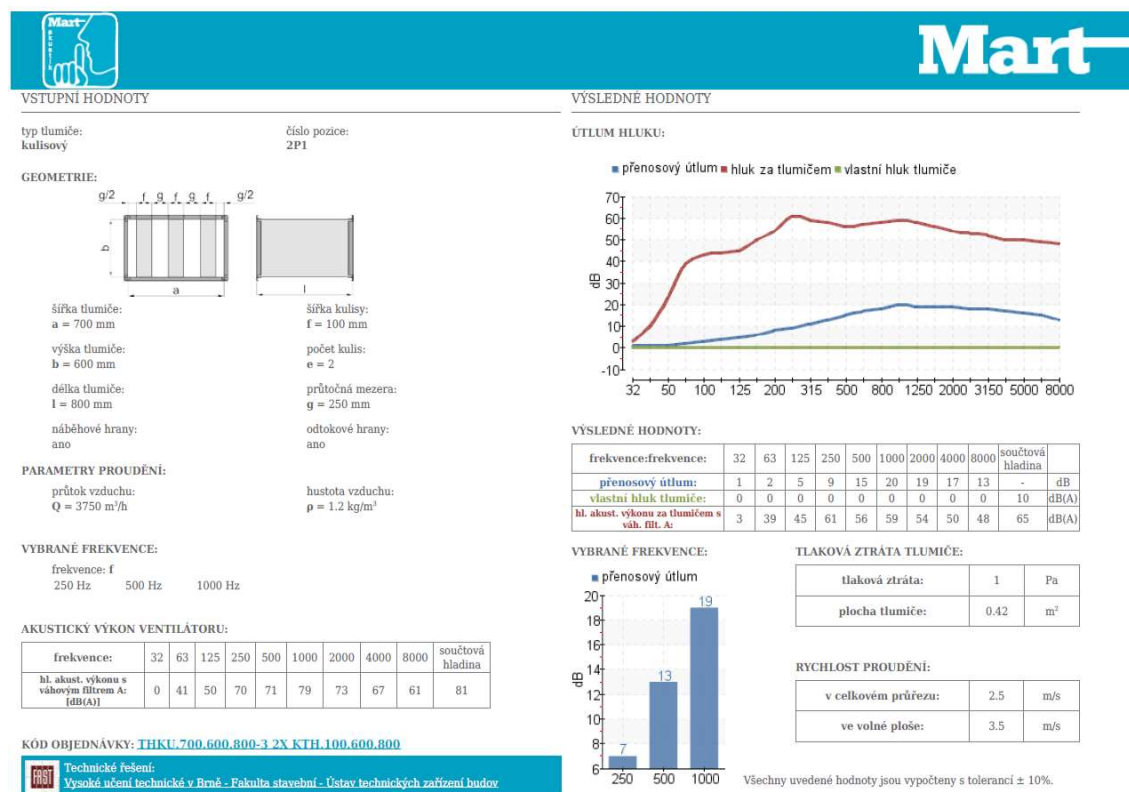 Mart
akustik
Mart
VSTUPNÍ HODNOTY
typ tlumiče:
kulisový
číslo pozice:
2P1
GEOMETRIE:
g/2 f g f g f g/2
b
a
l
šířka tlumiče:
a = 700 mm
šířka kulisy:
f = 100 mm
výška tlumiče:
b = 600 mm
počet kulis:
e = 2
délka tlumiče:
l = 800 mm
průtočná mezera:
g = 250 mm
náběhové hrany:
ano
odtokové hrany:
ano
PARAMETRY PROUDĚNÍ:
průtok vzduchu:
Q = 3750 m³/h
hustota vzduchu:
ρ = 1.2 kg/m³
VYBRANÉ FREKVENCE:
frekvence: f
250 Hz 500 Hz 1000 Hz
AKUSTICKÝ VÝKON VENTILÁTORU:
frekvence: 32 63 125 250 500 1000 2000 4000 8000 součtová
hladina
hl. akust. výkonu s
váhovým filtrem A:
[dB(A)]
0 41 50 70 71 79 73 67 61 81
KÓD OBJEDNÁVKY: THKU.700.600.800-3 2X KTH.100.600.800
FAST
Technické řešení:
Vysoké učení technické v Brně - Fakulta stavební - Ústav technických zařízení budov
VÝSLEDNÉ HODNOTY
ÚTLUM HLUKU:
přenosový útlum hluk za tlumičem vlastní hluk tlumiče
70
60
50
40
30
20
10
0
-10
dB
32 50 100 125 200 315 500 800 1250 2000 3150 5000 8000
VÝSLEDNÉ HODNOTY:
frekvence:frekvence: 32 63 125 250 500 1000 2000 4000 8000 součtová
hladina
přenosový útlum: 1 2 5 9 15 20 19 17 13 - dB
vlastní hluk tlumiče: 0 0 0 0 0 0 0 0 0 10 dB(A)
hl. akust. výkonu za tlumičem s
váh. filt. A:
3 39 45 61 56 59 54 50 48 65 dB(A)
VYBRANÉ FREKVENCE:
přenosový útlum
20
18
16
14
12
10
8
6
dB
7
13
19
250 500 1000
TLAKOVÁ ZTRÁTA TLUMIČE:
tlaková ztráta: 1 Pa
plocha tlumiče: 0.42 m²
RYCHLOST PROUDĚNÍ:
v celkovém průřezu: 2.5 m/s
ve volné ploše: 3.5 m/s
Všechny uvedené hodnoty jsou vypočteny s tolerancí ± 10%.